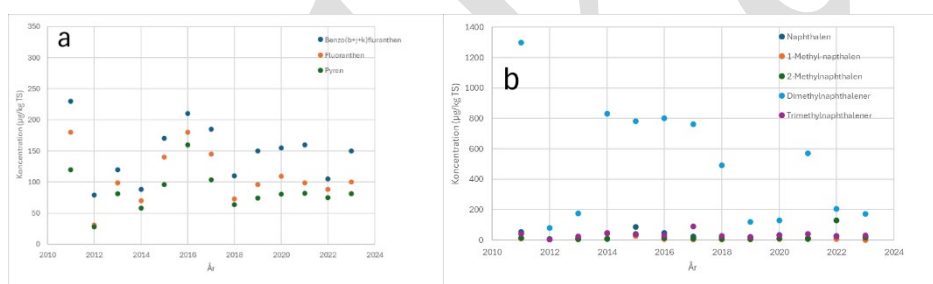 a
350
300
250
200
150
100
50
0
2010 2012 2014 2016 2018 2020 2022 2024
Koncentration (µg/kg TS)
År
Benzo(b+j+k)fluranthen
Fluoranthen
Pyren
b
1400
1200
1000
800
600
400
200
0
2010 2012 2014 2016 2018 2020 2022 2024
Koncentration (µg/kg TS)
År
Naphthalen
1-Methyl-napthalen
2-Methylnaphthalen
Dimethylnaphthalener
Trimethylnaphthalener